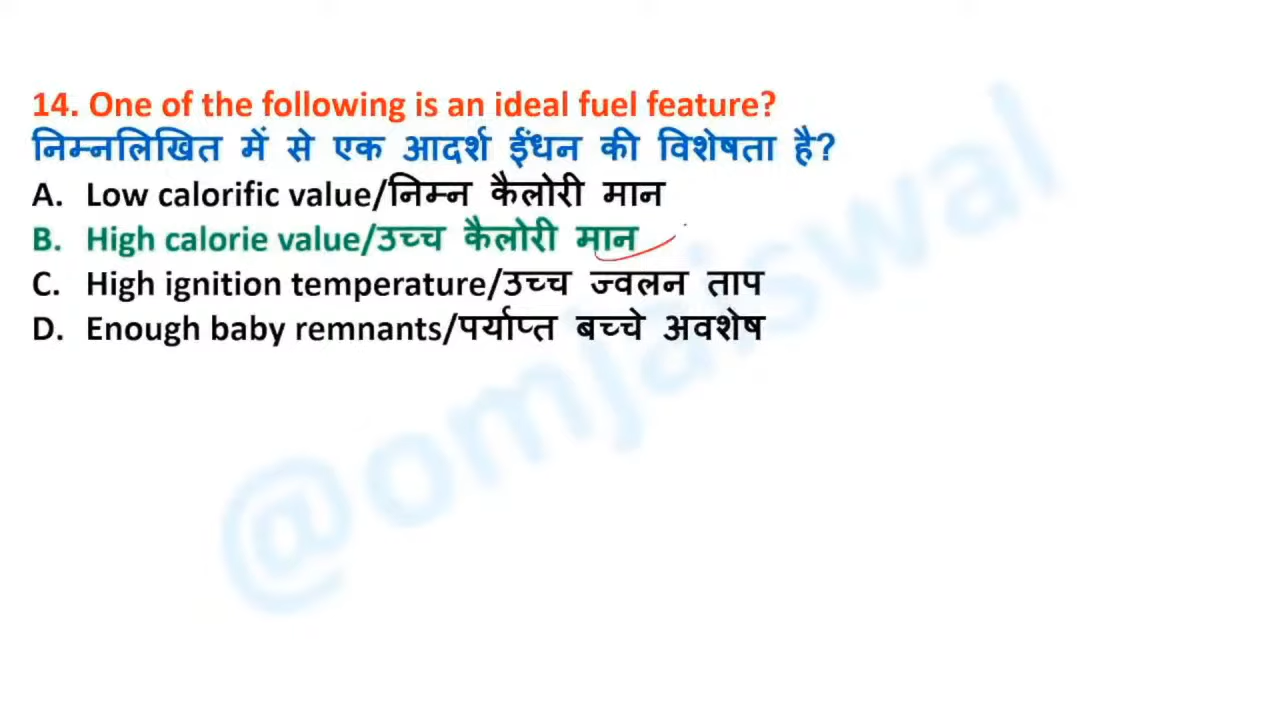 14. One of the following is an ideal fuel feature?
निम्नलिखित में से एक आदर्श ईंधन की विशेषता है?
A. Low calorific value/निम्न कैलोरी मान
B. High calorie value/उच्च कैलोरी मान
C. High ignition temperature/उच्च ज्वलन ताप
D. Enough baby remnants/पर्याप्त बच्चे अवशेष
@omjaiswal